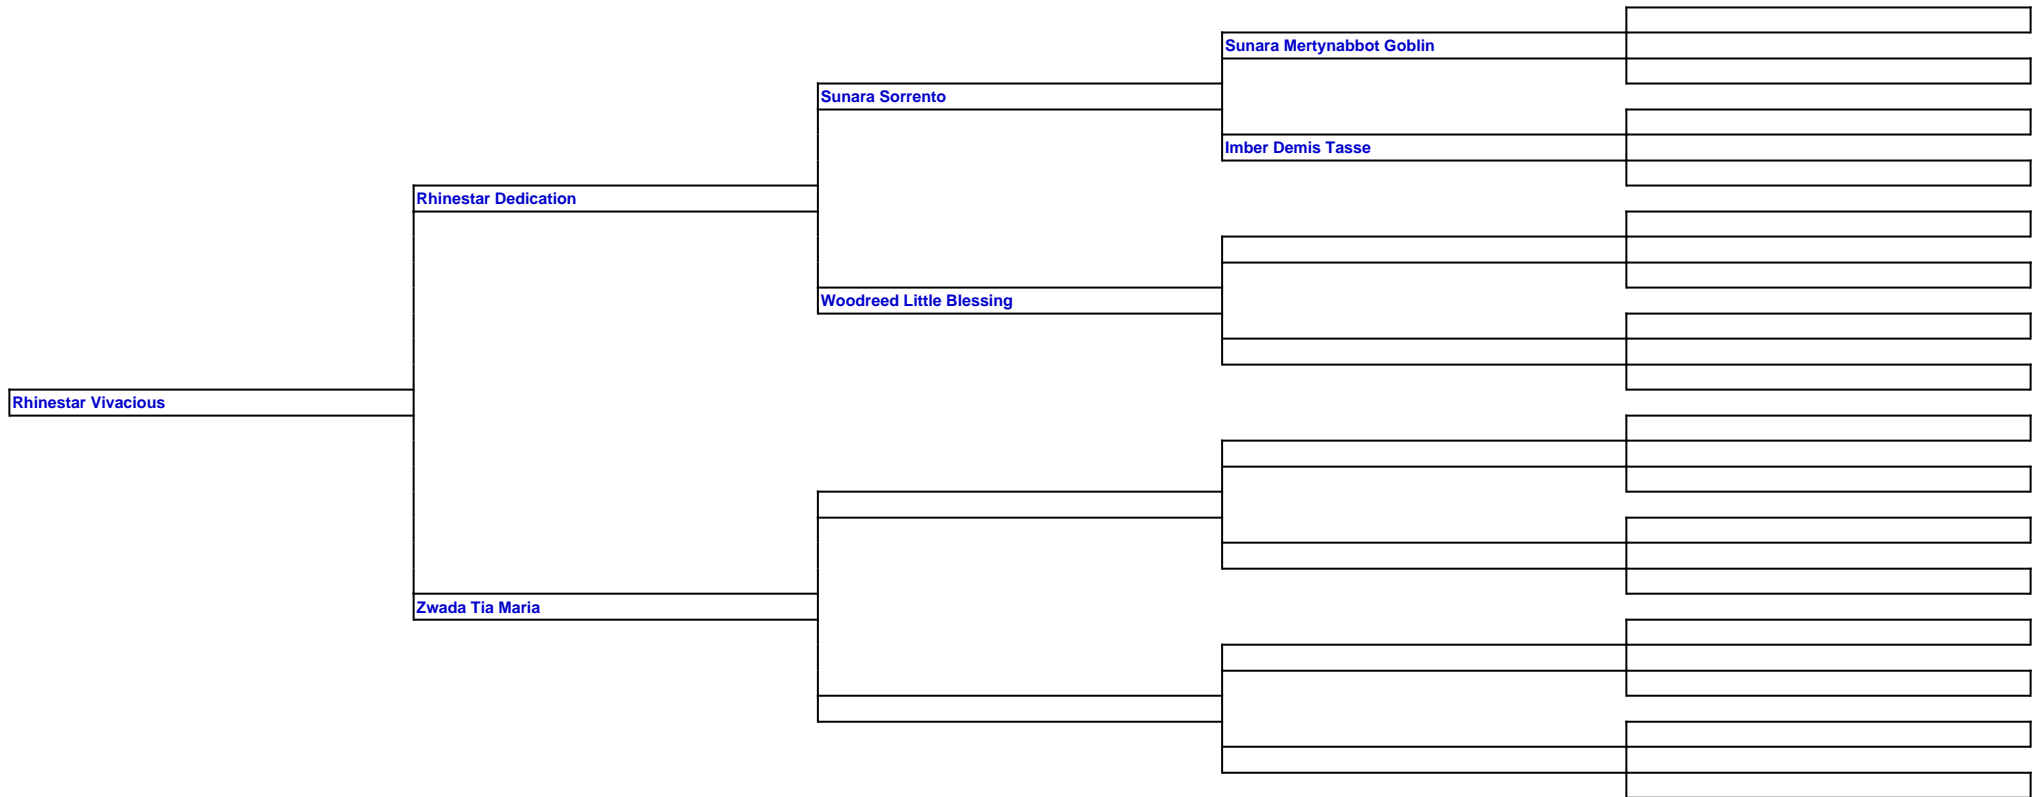 Sunara Mertynabbot Goblin
Sunara Sorrento
Imber Demis Tasse
Rhinestar Dedication
Woodreed Little Blessing
Rhinestar Vivacious
Zwada Tia Maria